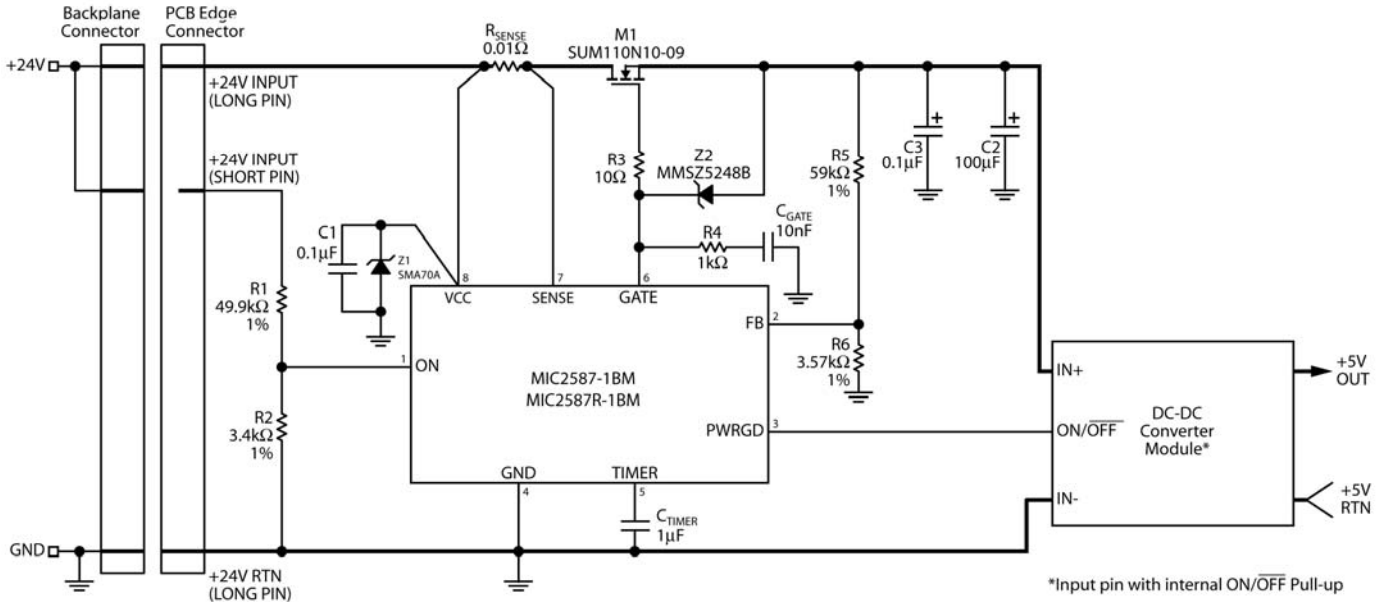 Backplane
Connector
PCB Edge
Connector
+24V
+24V INPUT
(LONG PIN)
+24V INPUT
(SHORT PIN)
R1
49.9kΩ
1%
R2
3.4kΩ
1%
GND
+24V RTN
(LONG PIN)
C1
0.1µF
Z1
SMA70A
RSENSE
0.01Ω
M1
SUM110N10-09
R3
10Ω
Z2
MMSZ5248B
R4
1kΩ
CGATE
10nF
R5
59kΩ
1%
C3
0.1µF
C2
100µF
R6
3.57kΩ
1%
8
VCC
7
SENSE
6
GATE
FB
2
1
ON
MIC2587-1BM
MIC2587R-1BM
PWRGD
3
GND
4
TIMER
5
CTIMER
1µF
IN+
ON/OFF
IN-
DC-DC
Converter
Module*
+5V
OUT
+5V
RTN
*Input pin with internal ON/OFF Pull-up